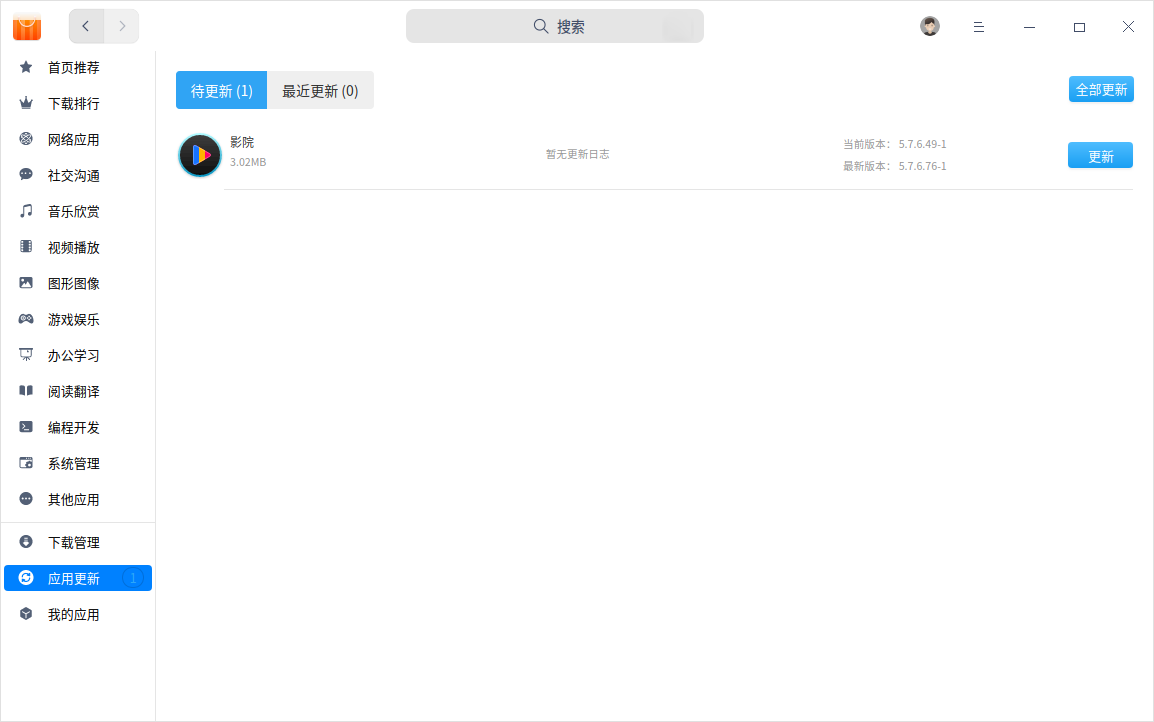 搜索
首页推荐
下载排行
网络应用
社交沟通
音乐欣赏
视频播放
图形图像
游戏娱乐
办公学习
阅读翻译
编程开发
系统管理
其他应用
下载管理
应用更新 1
我的应用
待更新 (1) 最近更新 (0)
全部更新
影院
3.02MB
暂无更新日志
当前版本： 5.7.6.49-1
最新版本： 5.7.6.76-1
更新